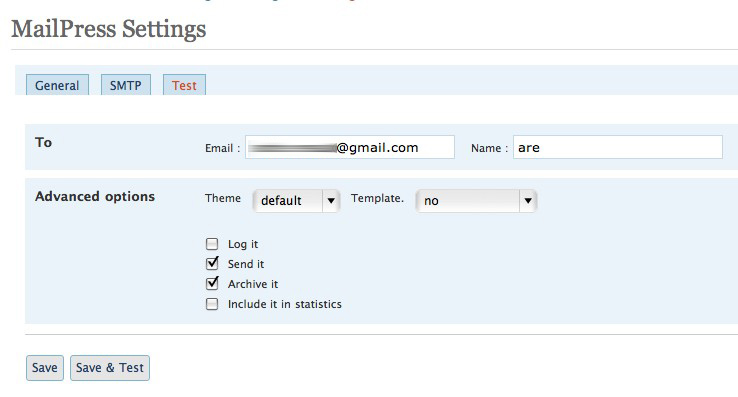 MailPress Settings
General SMTP Test
To Email : @gmail.com Name : are
Advanced options Theme default Template. no
Log it
Send it
Archive it
Include it in statistics
Save Save & Test